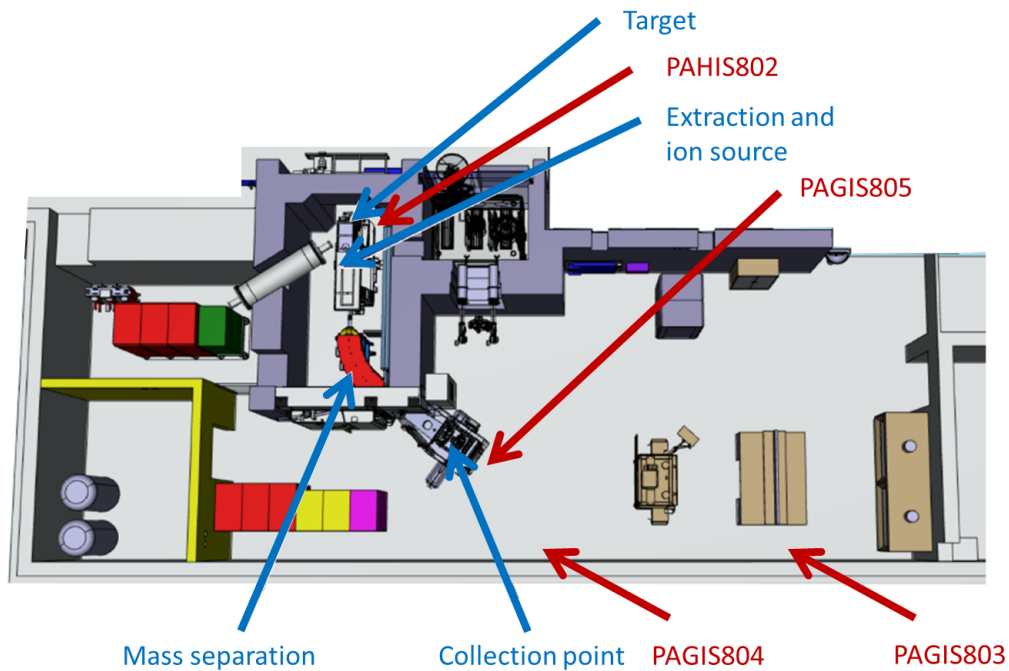 Target
PAHIS802
Extraction and
ion source
PAGIS805
Mass separation
Collection point
PAGIS804
PAGIS803